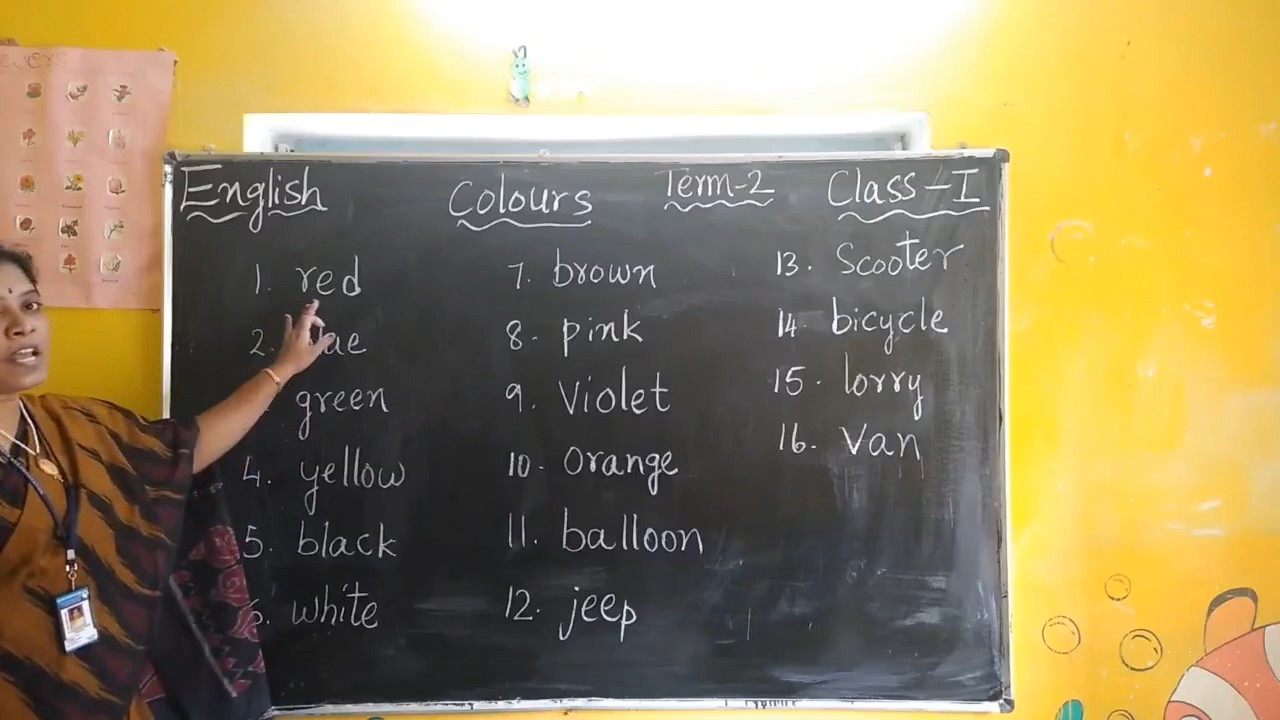 English Colours Term-2 Class-I
1. red
2.
green
4. yellow
5. black
6. white
7. brown
8. pink
9. Violet
10. Orange
11. balloon
12. jeep
13. Scooter
14. bicycle
15. lorry
16. Van